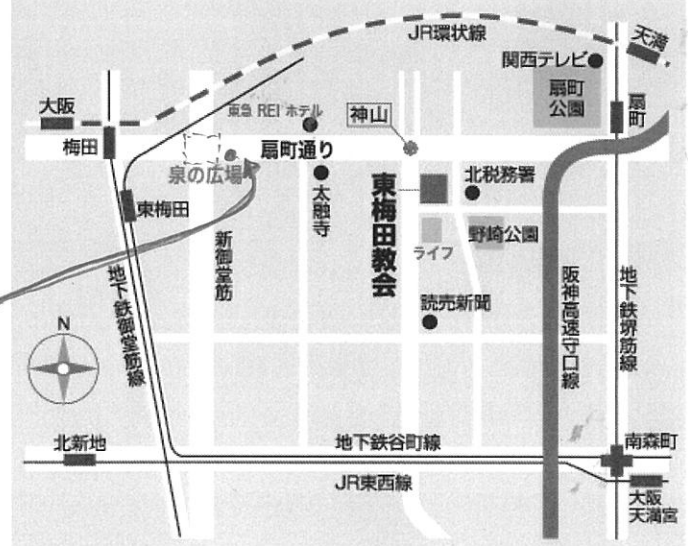 JR環状線
天満
関西テレビ
扇町
公園
扇町
大阪
東急 REI ホテル
神山
梅田
扇町通り
泉の広場
太融寺
東梅田教会
北税務署
東梅田
新御堂筋
ライフ
野崎公園
読売新聞
地下鉄御堂筋線
阪神高速守口線
地下鉄堺筋線
N
北新地
地下鉄谷町線
南森町
JR東西線
大阪
天満宮